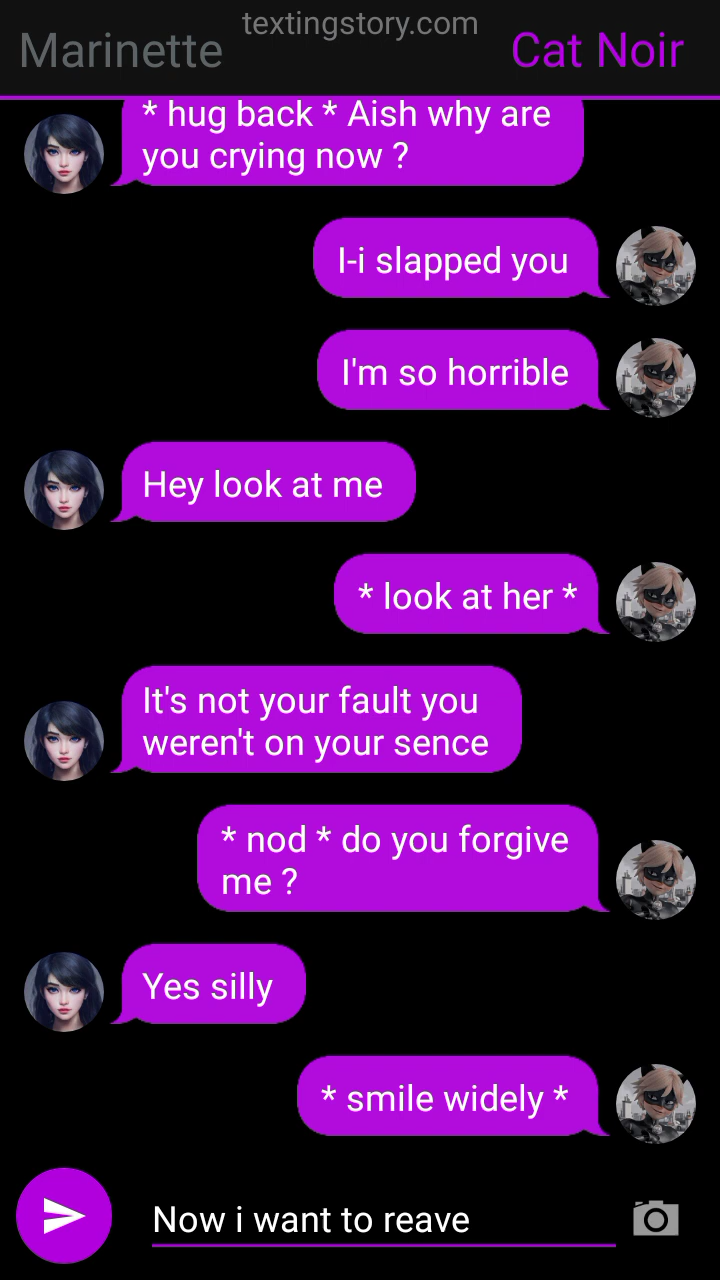 textingstory.com
Marinette
Cat Noir
* hug back * Aish why are
you crying now ?
I-i slapped you
I'm so horrible
Hey look at me
* look at her *
It's not your fault you
weren't on your sence
* nod * do you forgive
me ?
Yes silly
* smile widely *
Now i want to reave